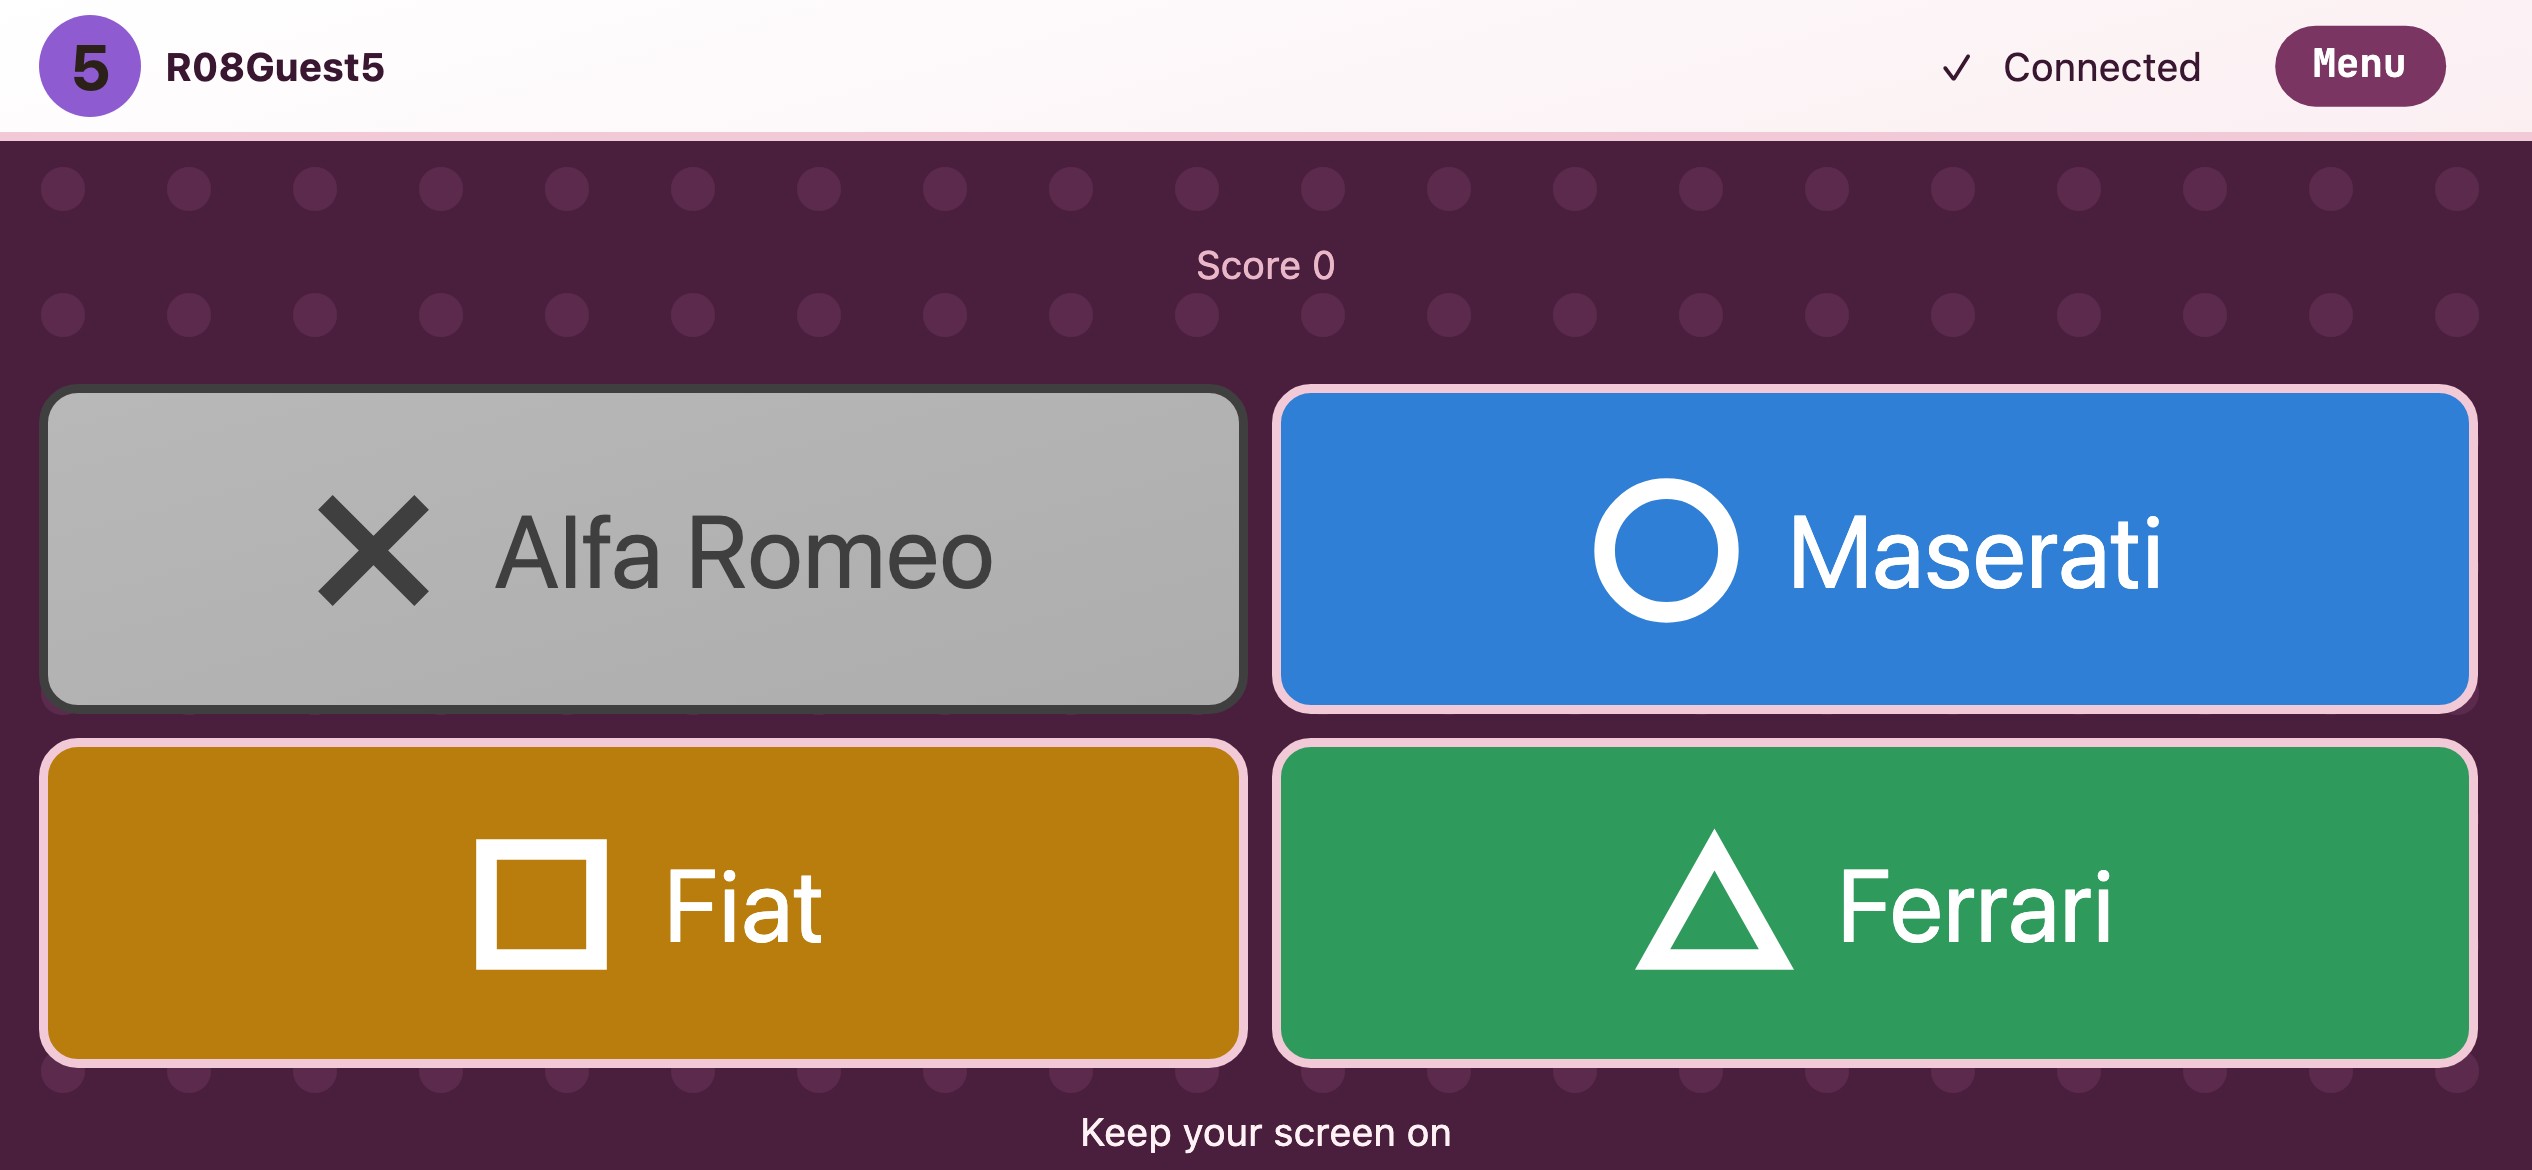 5 R08Guest5 ✓ Connected Menu
Score 0
Alfa Romeo
Maserati
Fiat
Ferrari
Keep your screen on